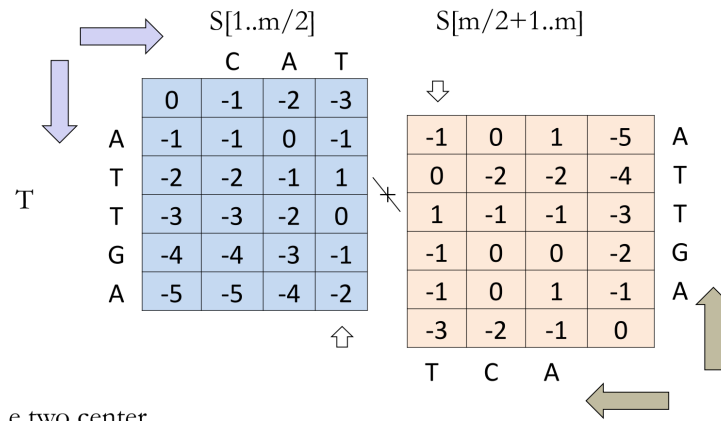 S[1..m/2] S[m/2+1..m]
C A T
0 -1 -2 -3
A -1 -1 0 -1 -1 0 1 -5 A
T -2 -2 -1 1 0 -2 -2 -4 T
T T -3 -3 -2 0 1 -1 -1 -3 T
G -4 -4 -3 -1 -1 0 0 -2 G
A -5 -5 -4 -2 -1 0 1 -1 A
-3 -2 -1 0
T C A
e two center